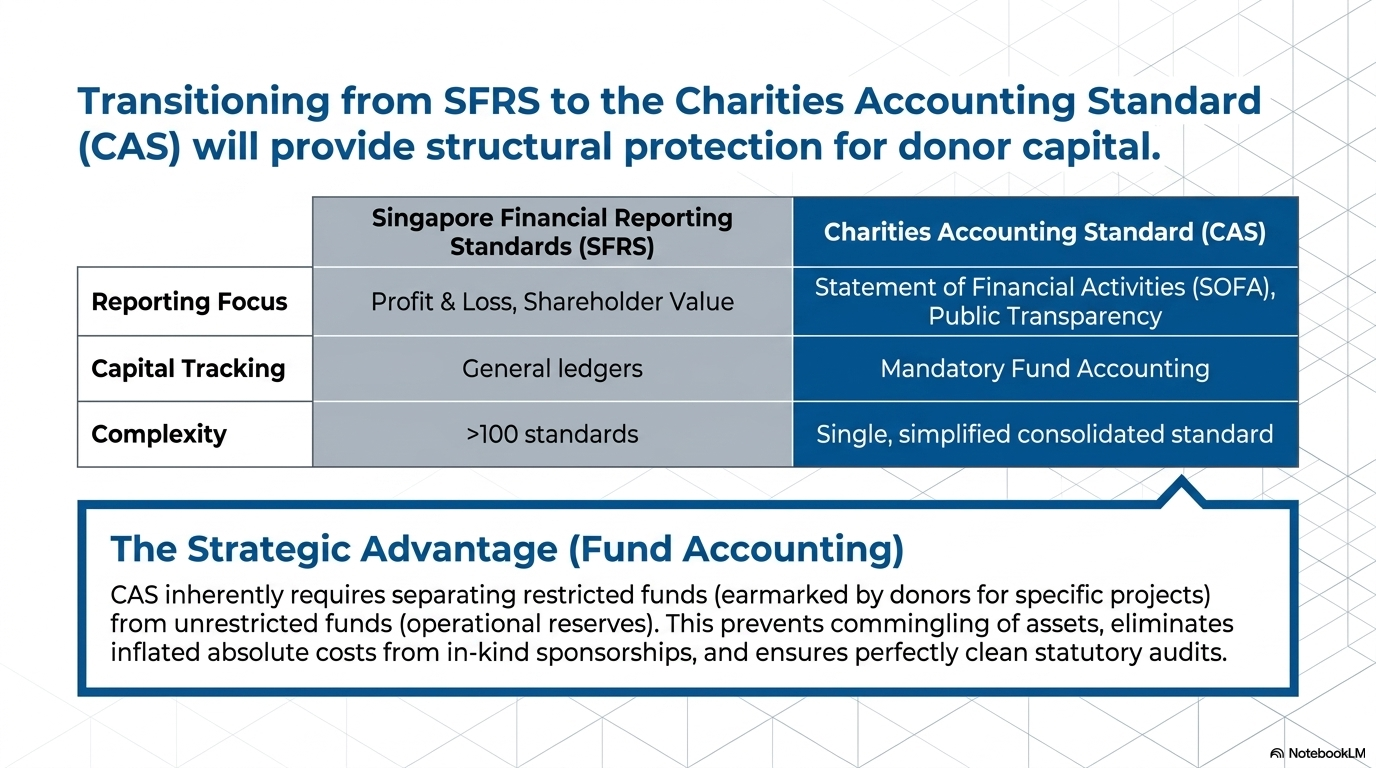 Transitioning from SFRS to the Charities Accounting Standard
(CAS) will provide structural protection for donor capital.
Singapore Financial Reporting
Standards (SFRS)
Charities Accounting Standard (CAS)
Reporting Focus
Profit & Loss, Shareholder Value
Statement of Financial Activities (SOFA),
Public Transparency
Capital Tracking
General ledgers
Mandatory Fund Accounting
Complexity
>100 standards
Single, simplified consolidated standard
The Strategic Advantage (Fund Accounting)
CAS inherently requires separating restricted funds (earmarked by donors for specific projects)
from unrestricted funds (operational reserves). This prevents commingling of assets, eliminates
inflated absolute costs from in-kind sponsorships, and ensures perfectly clean statutory audits.
NotebookLM